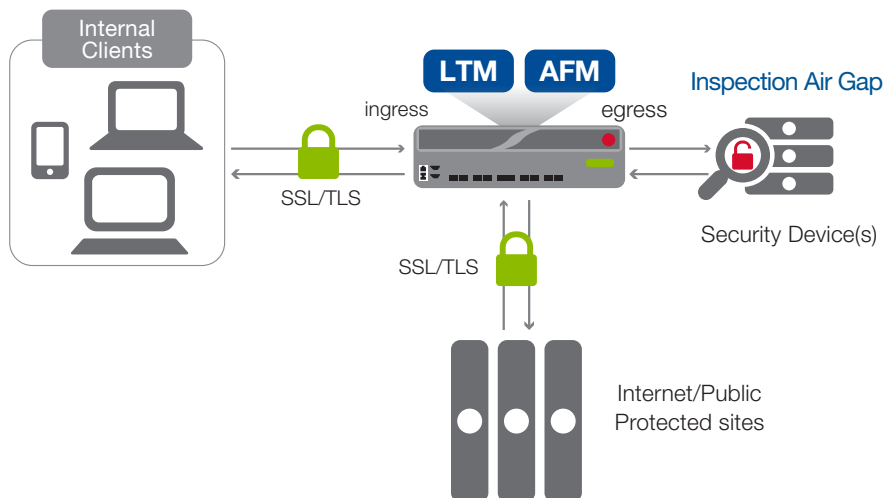 Internal
Clients
LTM
AFM
Inspection Air Gap
ingress
egress
SSL/TLS
Security Device(s)
SSL/TLS
Internet/Public
Protected sites